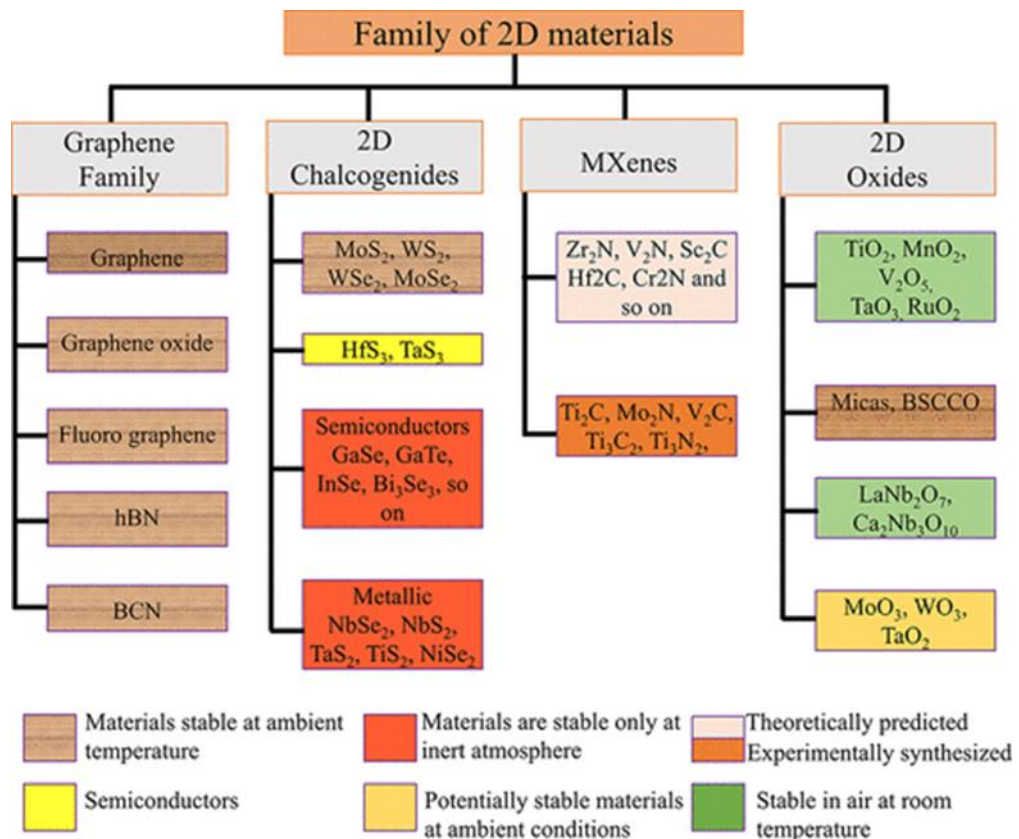 Family of 2D materials
Graphene
Family
Graphene
Graphene oxide
Fluoro graphene
hBN
BCN
2D
Chalcogenides
MoS₂, WS₂,
WSe₂, MoSe₂
HfS₃, TaS₃
Semiconductors
GaSe, GaTe,
InSe, Bi₃Se₃, so
on
Metallic
NbSe₂, NbS₂,
TaS₂, TiS₂, NiSe₂
MXenes
Zr₂N, V₂N, Sc₂C
Hf2C, Cr2N and
so on
Ti₂C, Mo₂N, V₂C,
Ti₃C₂, Ti₃N₂,
2D
Oxides
TiO₂, MnO₂,
V₂O₅,
TaO₃, RuO₂
Micas, BSCCO
LaNb₂O₇,
Ca₂Nb₃O₁₀
MoO₃, WO₃,
TaO₂
Materials stable at ambient
temperature
Materials are stable only at
inert atmosphere
Theoretically predicted
Experimentally synthesized
Semiconductors
Potentially stable materials
at ambient conditions
Stable in air at room
temperature